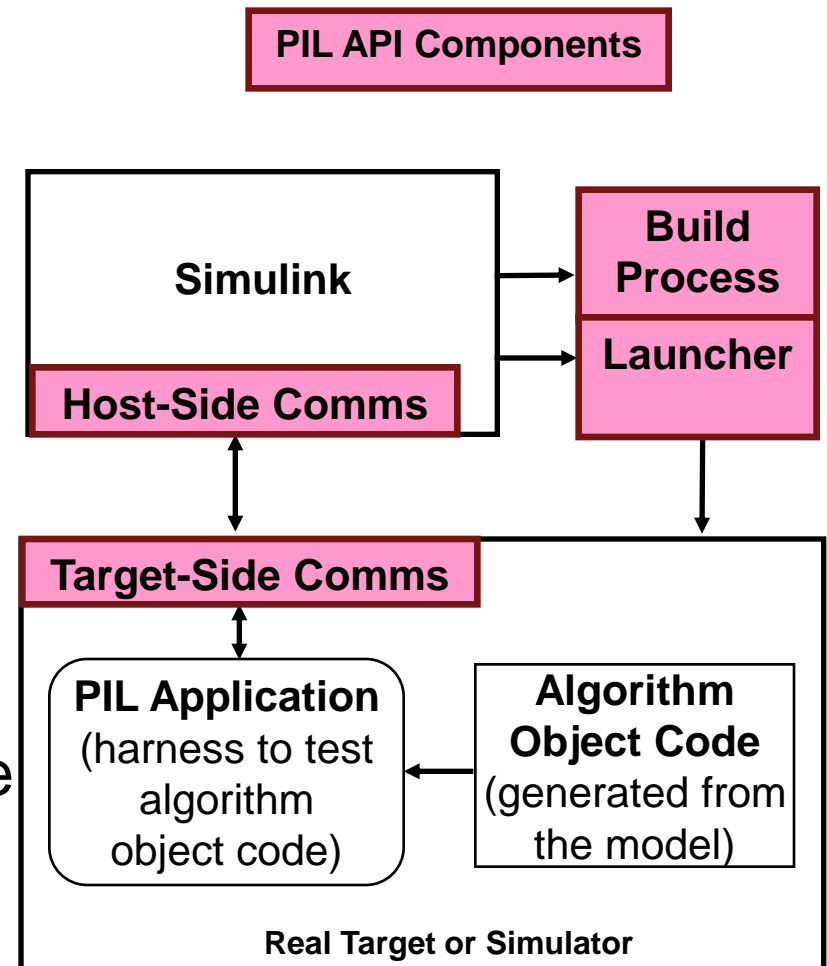 PIL API Components
Simulink
Build
Process
Launcher
Host-Side Comms
Target-Side Comms
PIL Application
(harness to test
algorithm
object code)
Algorithm
Object Code
(generated from
the model)
e
Real Target or Simulator